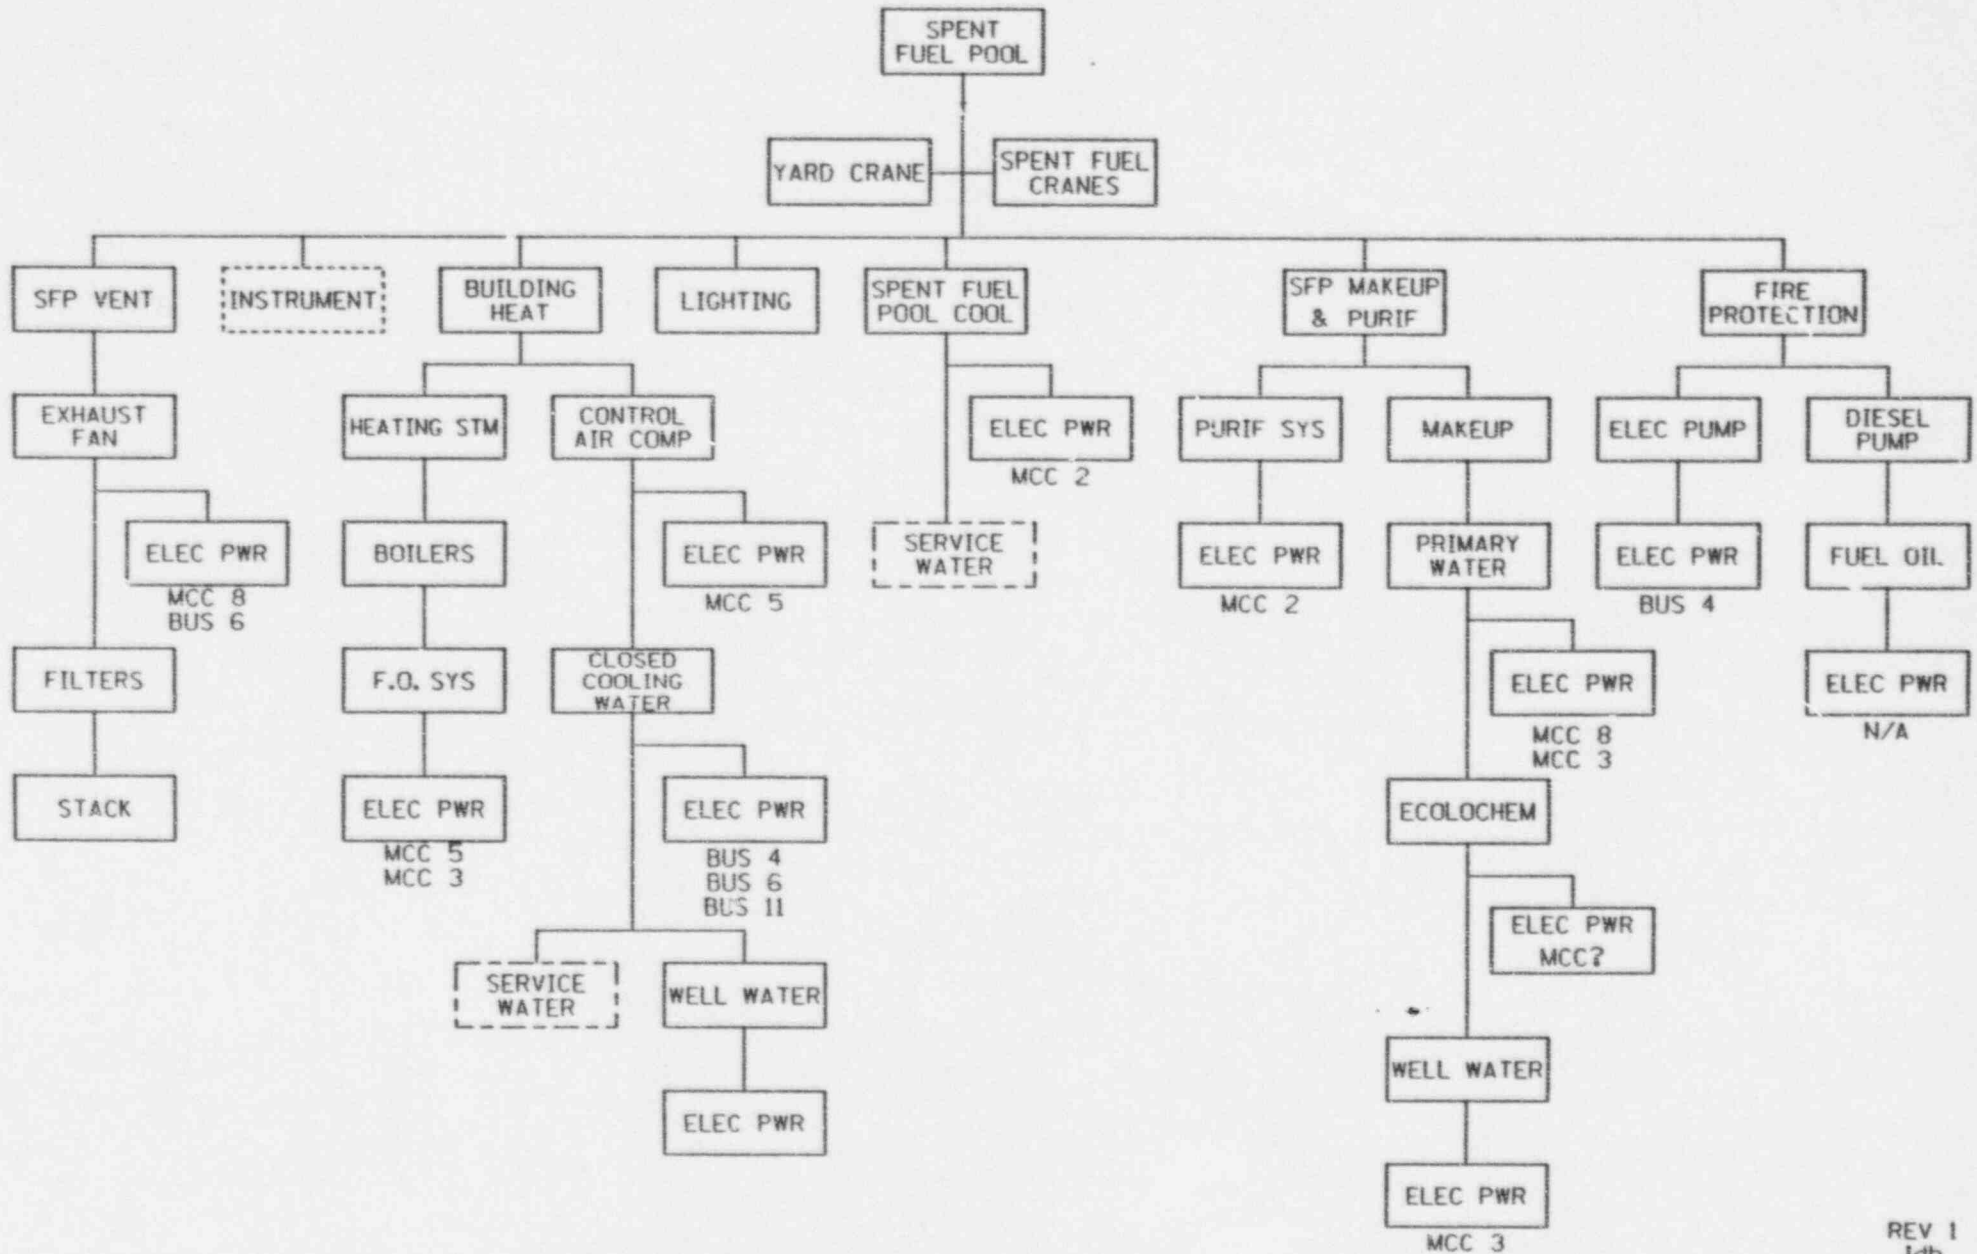 SPENT
FUEL POOL
YARD CRANE
SPENT FUEL
CRANES
SFP VENT
INSTRUMENT
BUILDING
HEAT
LIGHTING
SPENT FUEL
POOL COOL
SFP MAKEUP
& PURIF
FIRE
PROTECTION
EXHAUST
FAN
HEATING STM
CONTROL
AIR COMP
ELEC PWR
MCC 2
PURIF SYS
MAKEUP
ELEC PUMP
DIESEL
PUMP
ELEC PWR
MCC 8
BUS 6
BOILERS
ELEC PWR
MCC 5
SERVICE
WATER
ELEC PWR
MCC 2
PRIMARY
WATER
ELEC PWR
BUS 4
FUEL OIL
FILTERS
F.O. SYS
CLOSED
COOLING
WATER
ELEC PWR
MCC 8
MCC 3
ELEC PWR
N/A
STACK
ELEC PWR
MCC 5
MCC 3
ELEC PWR
BUS 4
BUS 6
BUS 11
ECOLOCHEM
ELEC PWR
MCC?
SERVICE
WATER
WELL WATER
WELL WATER
ELEC PWR
ELEC PWR
MCC 3
REV 1